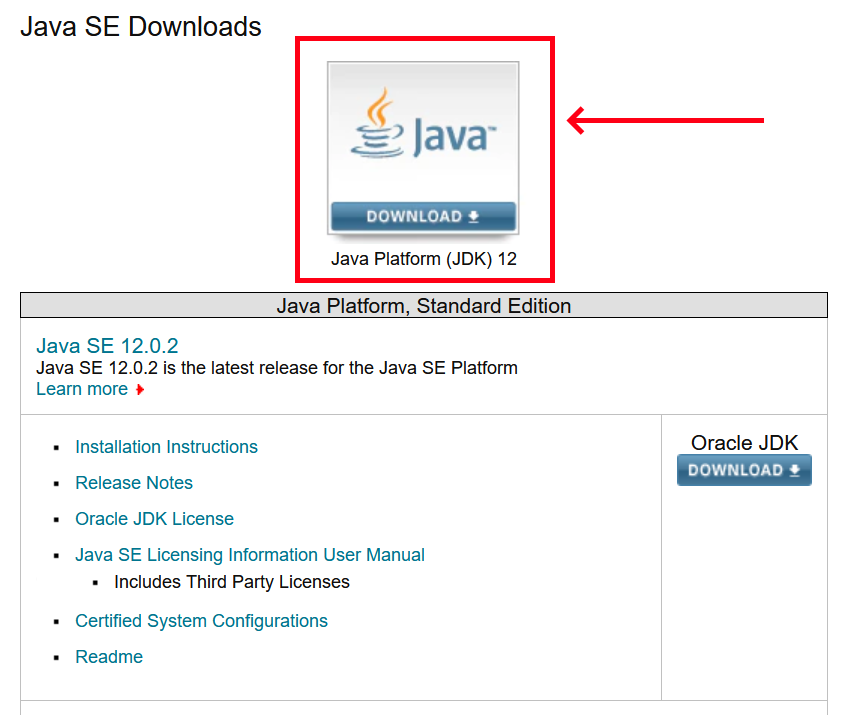 Java SE Downloads
Java™
DOWNLOAD
Java Platform (JDK) 12
Java Platform, Standard Edition
Java SE 12.0.2
Java SE 12.0.2 is the latest release for the Java SE Platform
Learn more
Installation Instructions
Release Notes
Oracle JDK License
Java SE Licensing Information User Manual
Includes Third Party Licenses
Certified System Configurations
Readme
Oracle JDK
DOWNLOAD